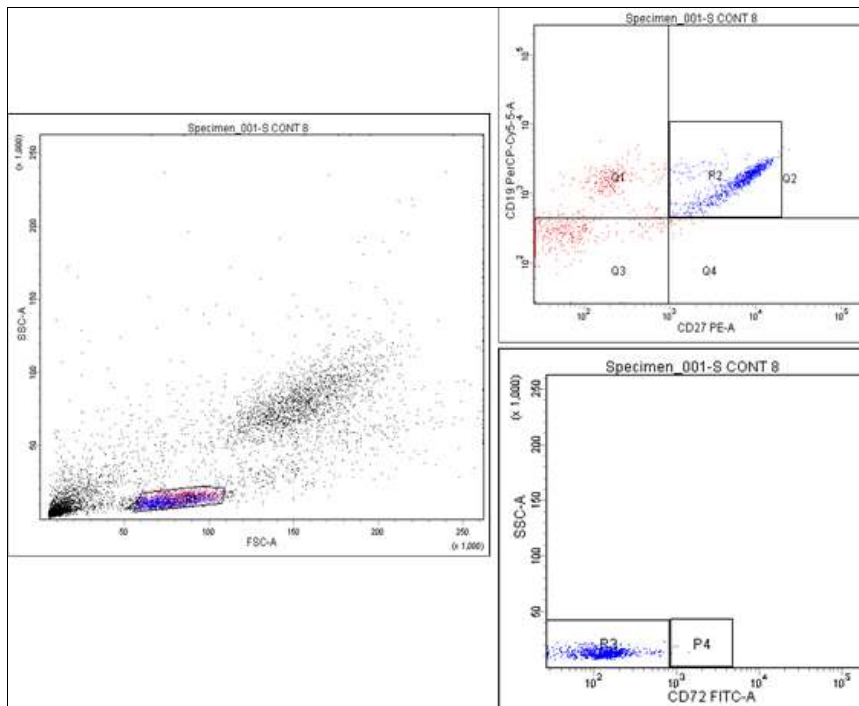 Specimen_001-S CONT 8
(x 1,000)
250
200
150
100
50
SSC-A
50
100
150
200
250
FSC-A
(x 1,000)
Specimen_001-S CONT 8
CD19 PerCP-Cy5-5-A
10^5
10^4
10^3
10^2
Q1
R2
Q2
Q3
Q4
10^2
10^3
10^4
10^5
CD27 PE-A
Specimen_001-S CONT 8
(x 1,000)
250
200
150
100
50
SSC-A
R3
P4
10^2
10^3
10^4
10^5
CD72 FITC-A